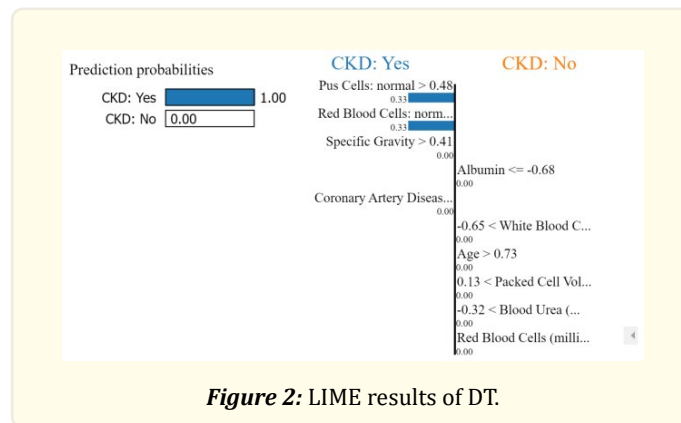 Prediction probabilities
CKD: Yes 1.00
CKD: No 0.00
CKD: Yes CKD: No
Pus Cells: normal > 0.48
0.33
Red Blood Cells: norm...
0.33
Specific Gravity > 0.41
0.00
Albumin <= -0.68
0.00
Coronary Artery Diseas...
0.00
-0.65 < White Blood C...
0.00
Age > 0.73
0.00
0.13 < Packed Cell Vol...
0.00
-0.32 < Blood Urea (...
0.00
Red Blood Cells (milli...
0.00
Figure 2: LIME results of DT.